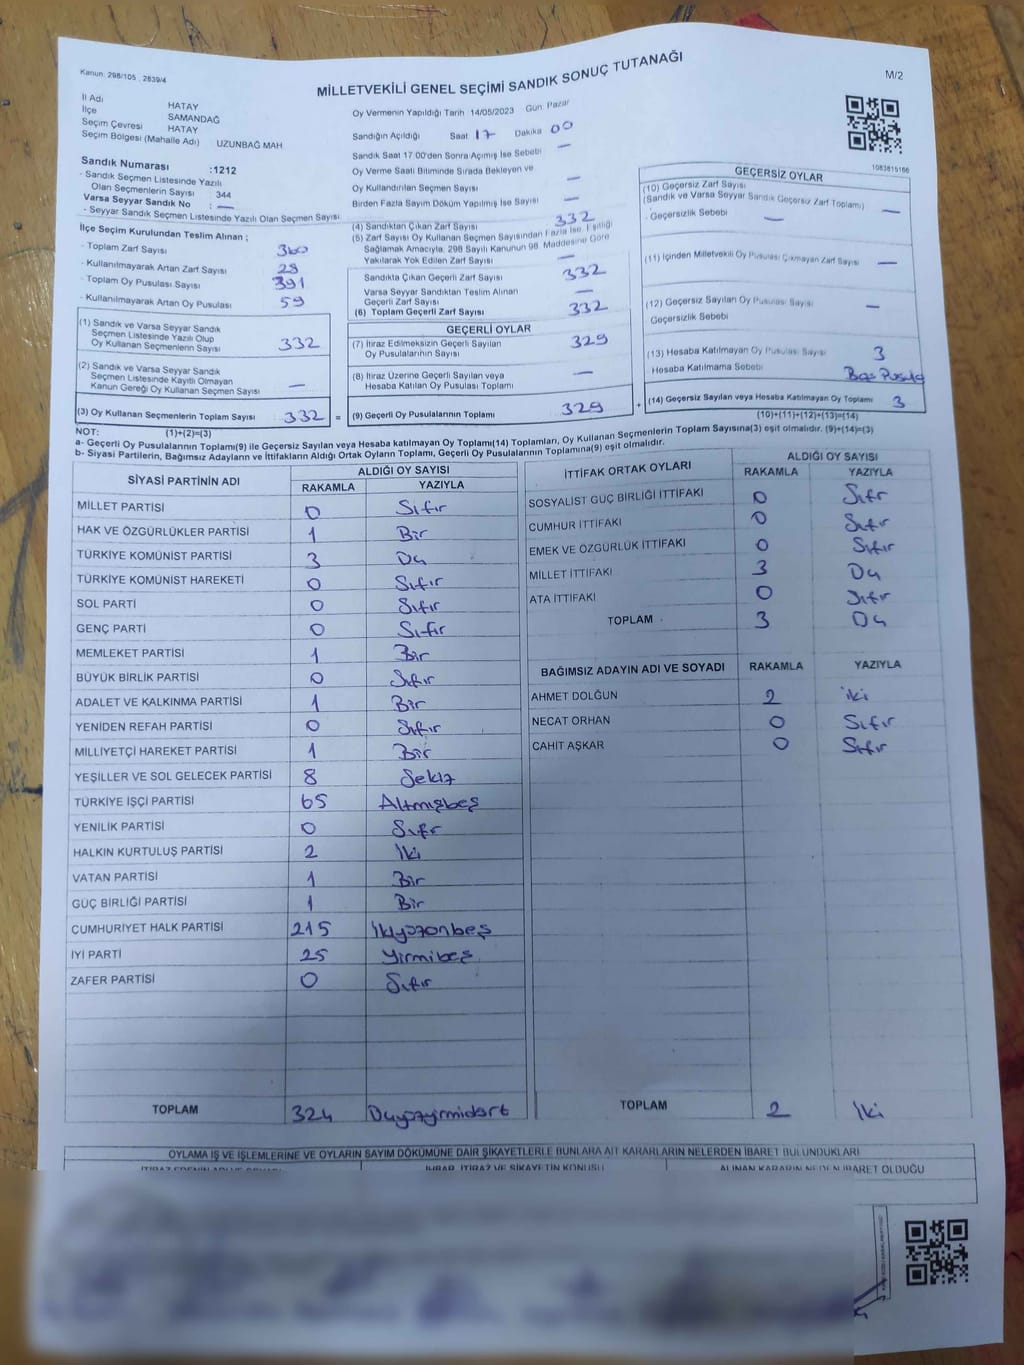 Kanun: 298/105 , 2839/4
MİLLETVEKİLİ GENEL SEÇİMİ SANDIK SONUÇ TUTANAĞI
M/2
İl Adı HATAY
İlçe SAMANDAĞ
Seçim Çevresi HATAY
Seçim Bölgesi (Mahalle Adı) UZUNBAĞ MAH
Sandık Numarası :1212
- Sandık Seçmen Listesinde Yazılı
Olan Seçmenlerin Sayısı : 344
Varsa Seyyar Sandık No : —
- Seyyar Sandık Seçmen Listesinde Yazılı Olan Seçmen Sayısı
İlçe Seçim Kurulundan Teslim Alınan ;
- Toplam Zarf Sayısı 360
- Kullanılmayarak Artan Zarf Sayısı 29
- Toplam Oy Pusulası Sayısı 391
- Kullanılmayarak Artan Oy Pusulası 59
(1) Sandık ve Varsa Seyyar Sandık
Seçmen Listesinde Yazılı Olup
Oy Kullanan Seçmenlerin Sayısı 332
(2) Sandık ve Varsa Seyyar Sandık
Seçmen Listesinde Kayıtlı Olmayan
Kanun Gereği Oy Kullanan Seçmen Sayısı —
(3) Oy Kullanan Seçmenlerin Toplam Sayısı 332 =
Oy Vermenin Yapıldığı Tarih 14/05/2023 Gün: Pazar
Sandığın Açıldığı Saat 17 Dakika 00
Sandık Saat 17:00'den Sonra Açımış İse Sebebi —
Oy Verme Saati Bitiminde Sırada Bekleyen ve
Oy Kullandırılan Seçmen Sayısı —
Birden Fazla Sayım Döküm Yapılmış İse Sayısı —
(4) Sandıktan Çıkan Zarf Sayısı 332
(5) Zarf Sayısı Oy Kullanan Seçmen Sayısından Fazla İse, Eşitliği
Sağlamak Amacıyla, 298 Sayılı Kanunun 98. Maddesine Göre
Yakılarak Yok Edilen Zarf Sayısı —
Sandıkta Çıkan Geçerli Zarf Sayısı 332
Varsa Seyyar Sandıktan Teslim Alınan
Geçerli Zarf Sayısı —
(6) Toplam Geçerli Zarf Sayısı 332
GEÇERLİ OYLAR
(7) İtiraz Edilmeksizin Geçerli Sayılan
Oy Pusulalarının Sayısı 329
(8) İtiraz Üzerine Geçerli Sayılan veya
Hesaba Katılan Oy Pusulası Toplamı —
(9) Geçerli Oy Pusulalarının Toplamı 329 +
1083815166
GEÇERSİZ OYLAR
(10) Geçersiz Zarf Sayısı
(Sandık ve Varsa Seyyar Sandık Geçersiz Zarf Toplamı) —
- Geçersizlik Sebebi —
(11) İçinden Milletvekili Oy Pusulası Çıkmayan Zarf Sayısı —
(12) Geçersiz Sayılan Oy Pusulası Sayısı —
Geçersizlik Sebebi
(13) Hesaba Katılmayan Oy Pusulası Sayısı 3
Hesaba Katılmama Sebebi Boş Pusula
(14) Geçersiz Sayılan veya Hesaba Katılmayan Oy Toplamı 3
NOT: (1)+(2)=(3) (10)+(11)+(12)+(13)=(14)
a- Geçerli Oy Pusulalarının Toplamı(9) ile Geçersiz Sayılan veya Hesaba katılmayan Oy Toplamı(14) Toplamları, Oy Kullanan Seçmenlerin Toplam Sayısına(3) eşit olmalıdır. (9)+(14)=(3)
b- Siyasi Partilerin, Bağımsız Adayların ve İttifakların Aldığı Ortak Oyların Toplamı, Geçerli Oy Pusulalarının Toplamına(9) eşit olmalıdır.
SİYASİ PARTİNİN ADI ALDIĞI OY SAYISI
RAKAMLA YAZIYLA
MİLLET PARTİSİ 0 Sıfır
HAK VE ÖZGÜRLÜKLER PARTİSİ 1 Bir
TÜRKİYE KOMÜNİST PARTİSİ 3 Üç
TÜRKİYE KOMÜNİST HAREKETİ 0 Sıfır
SOL PARTİ 0 Sıfır
GENÇ PARTİ 0 Sıfır
MEMLEKET PARTİSİ 1 Bir
BÜYÜK BİRLİK PARTİSİ 0 Sıfır
ADALET VE KALKINMA PARTİSİ 1 Bir
YENİDEN REFAH PARTİSİ 0 Sıfır
MİLLİYETÇİ HAREKET PARTİSİ 1 Bir
YEŞİLLER VE SOL GELECEK PARTİSİ 8 Sekiz
TÜRKİYE İŞÇİ PARTİSİ 65 Altmışbeş
YENİLİK PARTİSİ 0 Sıfır
HALKIN KURTULUŞ PARTİSİ 2 İki
VATAN PARTİSİ 1 Bir
GÜÇ BİRLİĞİ PARTİSİ 1 Bir
CUMHURİYET HALK PARTİSİ 215 İkiyüzonbeş
İYİ PARTİ 25 Yirmibeş
ZAFER PARTİSİ 0 Sıfır
TOPLAM 324 Üçyüzyirmidört
İTTİFAK ORTAK OYLARI ALDIĞI OY SAYISI
RAKAMLA YAZIYLA
SOSYALİST GÜÇ BİRLİĞİ İTTİFAKI 0 Sıfır
CUMHUR İTTİFAKI 0 Sıfır
EMEK VE ÖZGÜRLÜK İTTİFAKI 0 Sıfır
MİLLET İTTİFAKI 3 Üç
ATA İTTİFAKI 0 Sıfır
TOPLAM 3 Üç
BAĞIMSIZ ADAYIN ADI VE SOYADI RAKAMLA YAZIYLA
AHMET DOLĞUN 2 iki
NECAT ORHAN 0 Sıfır
CAHİT AŞKAR 0 Sıfır
TOPLAM 2 İki
OYLAMA İŞ VE İŞLEMLERİNE VE OYLARIN SAYIM DÖKÜMÜNE DAİR ŞİKAYETLERLE BUNLARA AİT KARARLARIN NELERDEN İBARET BULUNDUKLARI
İHBAR, İTİRAZ VE ŞİKAYETİN KONUSU ALINAN KARARIN NEDEN İBARET OLDUĞU